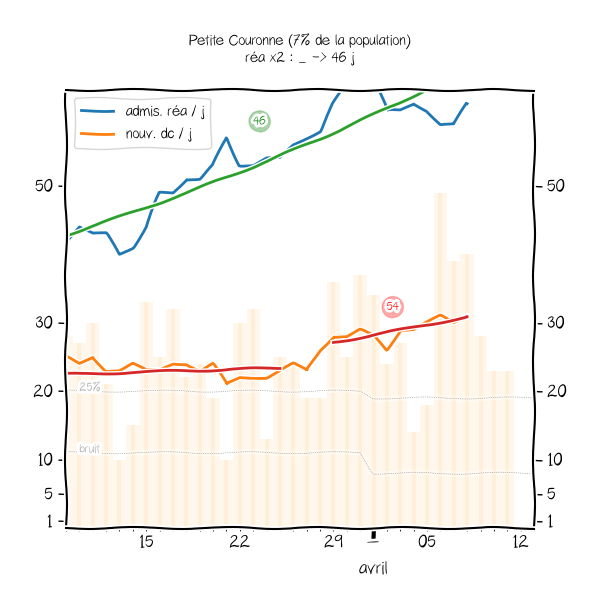 Petite Couronne (7% de la population)
réa x2 : _ -> 46 j
admis. réa / j
nouv. dc / j
46
54
25%
bruit
50
30
20
10
5
1
50
30
20
10
5
1
15 22 29 05 12
avril